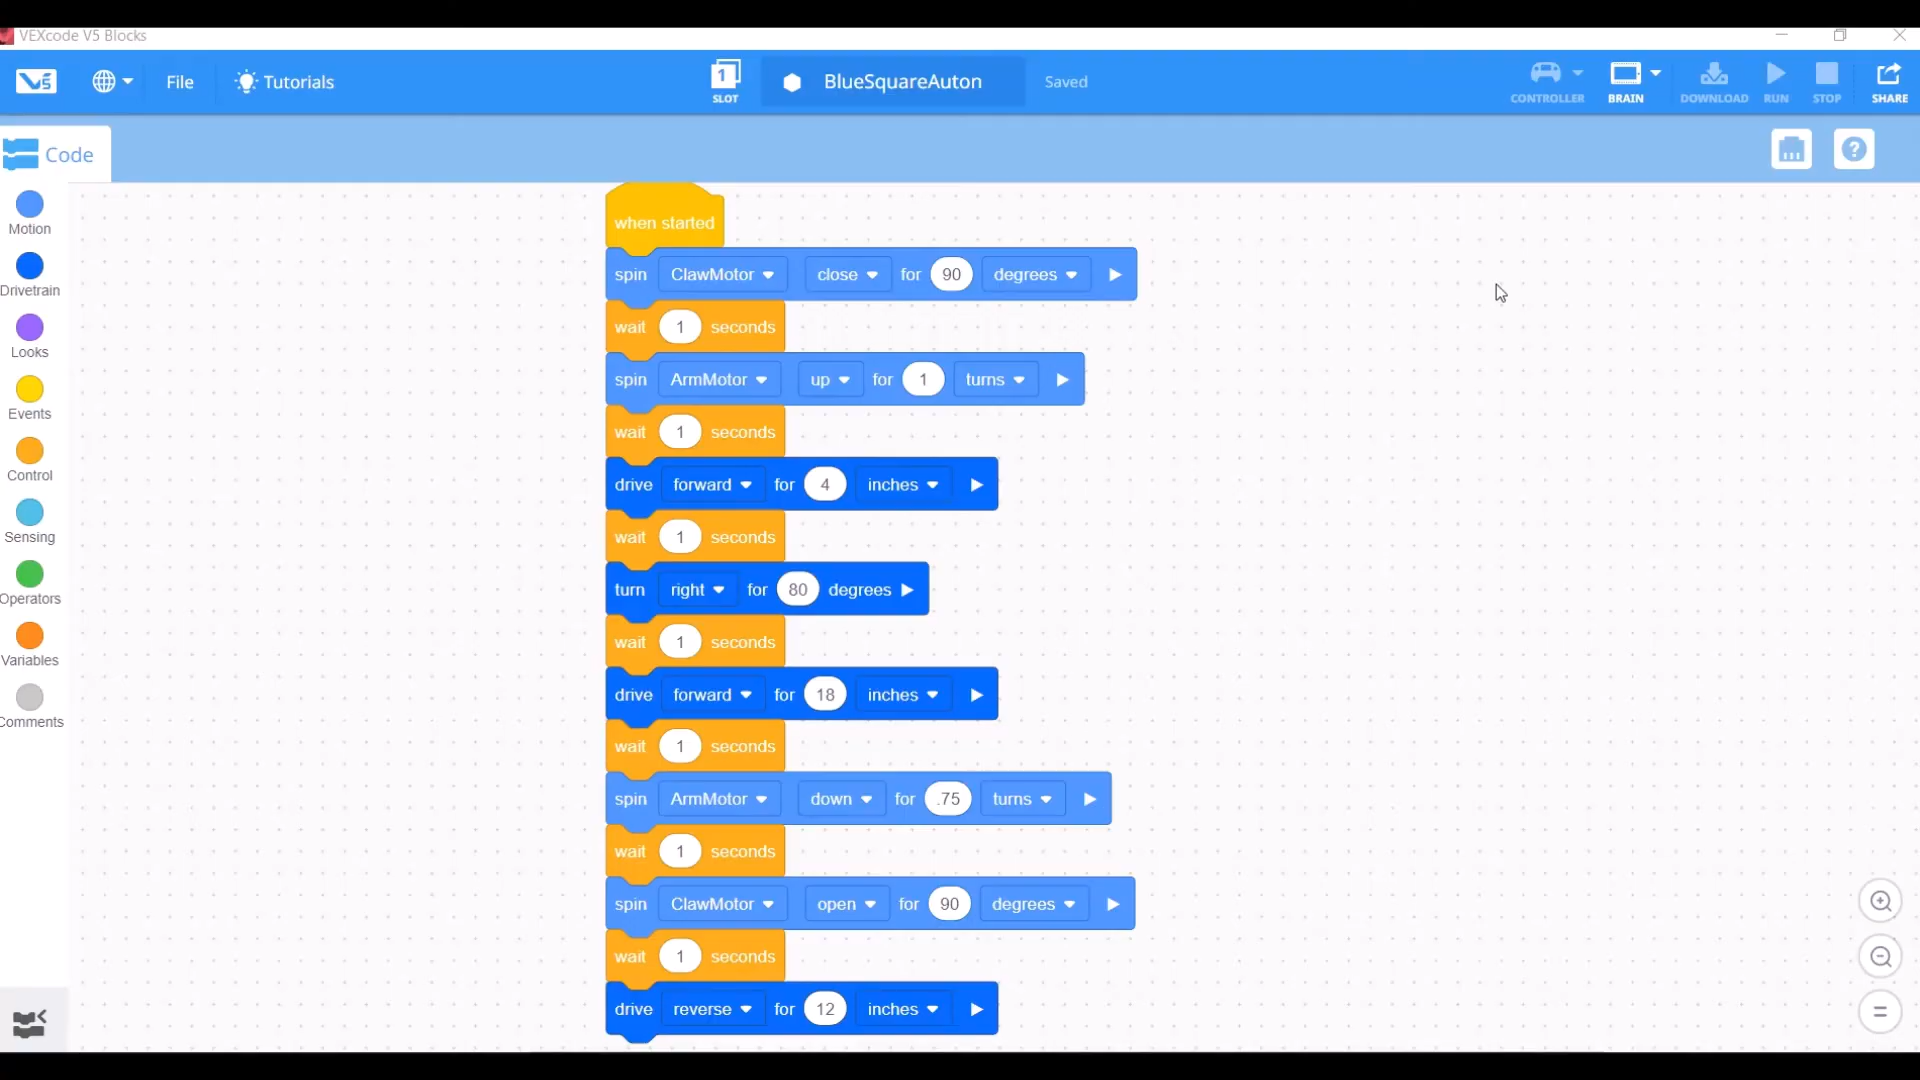 VEXcode V5 Blocks
V5 File Tutorials 1 SLOT BlueSquareAuton Saved CONTROLLER BRAIN DOWNLOAD RUN STOP SHARE
Code ?
Motion
Drivetrain
Looks
Events
Control
Sensing
Operators
Variables
Comments
when started
spin ClawMotor close for 90 degrees
wait 1 seconds
spin ArmMotor up for 1 turns
wait 1 seconds
drive forward for 4 inches
wait 1 seconds
turn right for 80 degrees
wait 1 seconds
drive forward for 18 inches
wait 1 seconds
spin ArmMotor down for .75 turns
wait 1 seconds
spin ClawMotor open for 90 degrees
wait 1 seconds
drive reverse for 12 inches